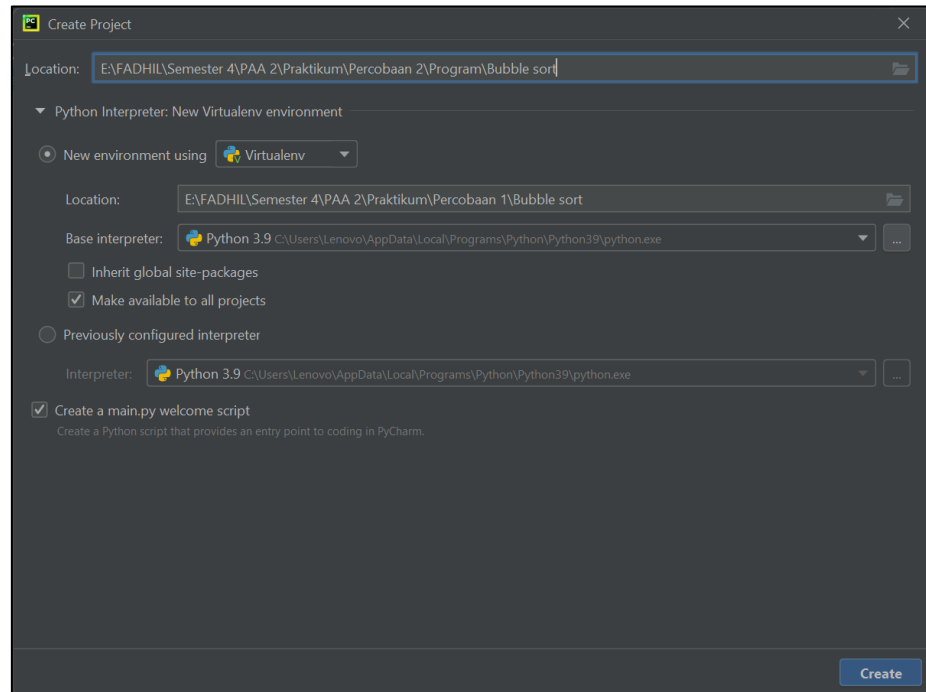 PC
Create Project
Location: E:\FADHIL\Semester 4\PAA 2\Praktikum\Percobaan 2\Program\Bubble sort
Python Interpreter: New Virtualenv environment
New environment using Virtualenv
Location: E:\FADHIL\Semester 4\PAA 2\Praktikum\Percobaan 1\Bubble sort
Base interpreter: Python 3.9 C:\Users\Lenovo\AppData\Local\Programs\Python\Python39\python.exe ...
Inherit global site-packages
Make available to all projects
Previously configured interpreter
Interpreter: Python 3.9 C:\Users\Lenovo\AppData\Local\Programs\Python\Python39\python.exe ...
Create a main.py welcome script
Create a Python script that provides an entry point to coding in PyCharm.
Create